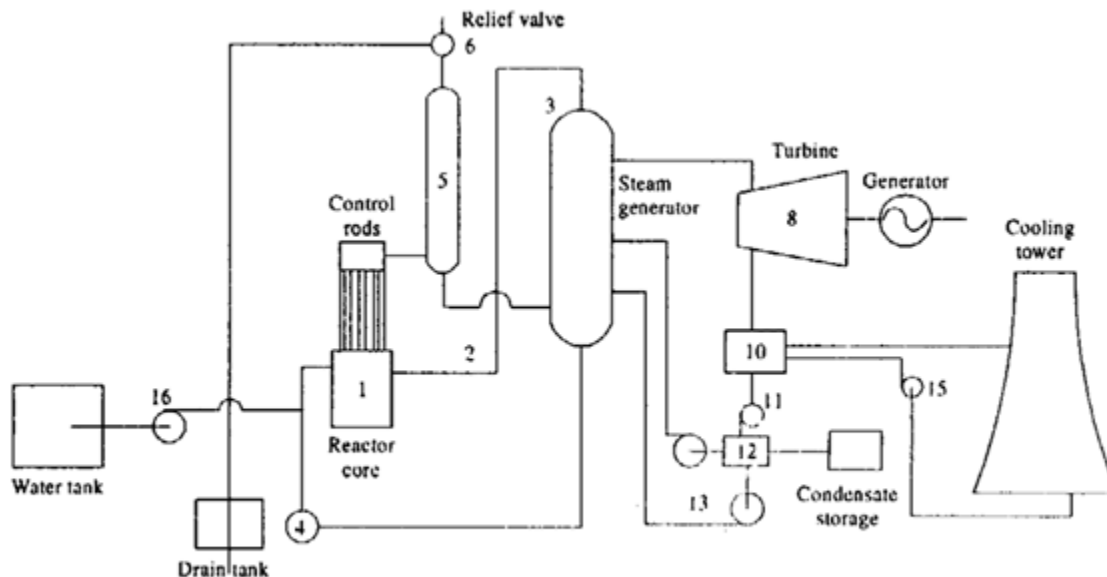 Relief valve
6
3
Turbine
Steam
generator
Generator
5
8
Control
rods
Cooling
tower
2
10
1
16
11
15
Reactor
core
12
Water tank
13
Condensate
storage
4
Drain tank